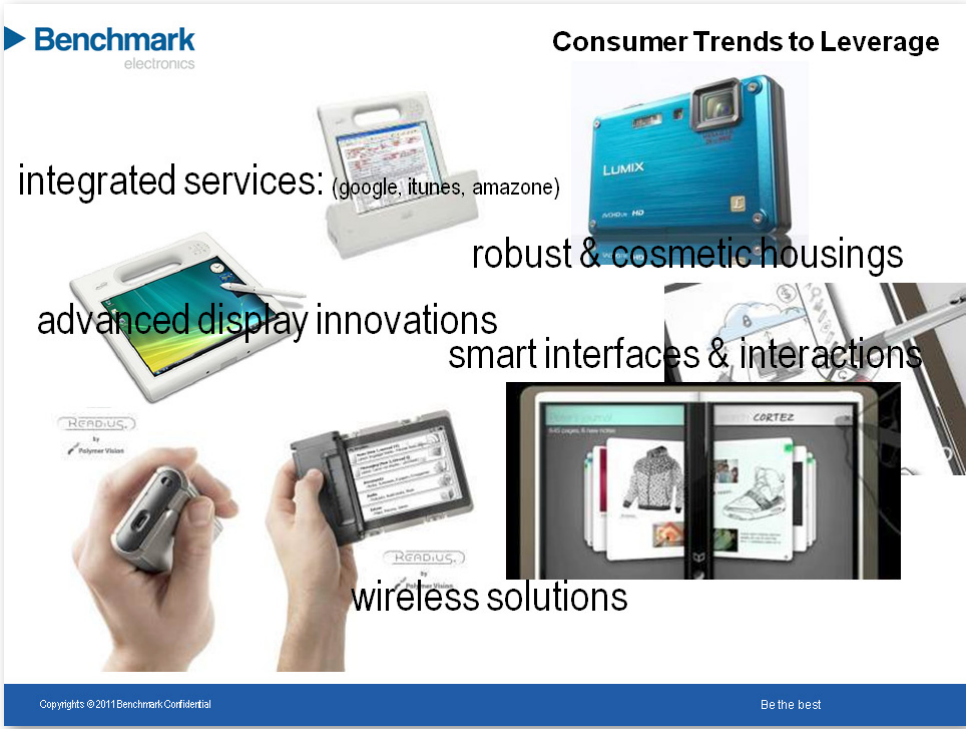 Benchmark
electronics
Consumer Trends to Leverage
LUMIX
HD
integrated services: (google, itunes, amazone)
robust & cosmetic housings
advanced display innovations
smart interfaces & interactions
CORTEZ
READIUS
by
Polymer Vision
READIUS
by
Polymer Vision
wireless solutions
Copyrights © 2011 Benchmark Confidential
Be the best